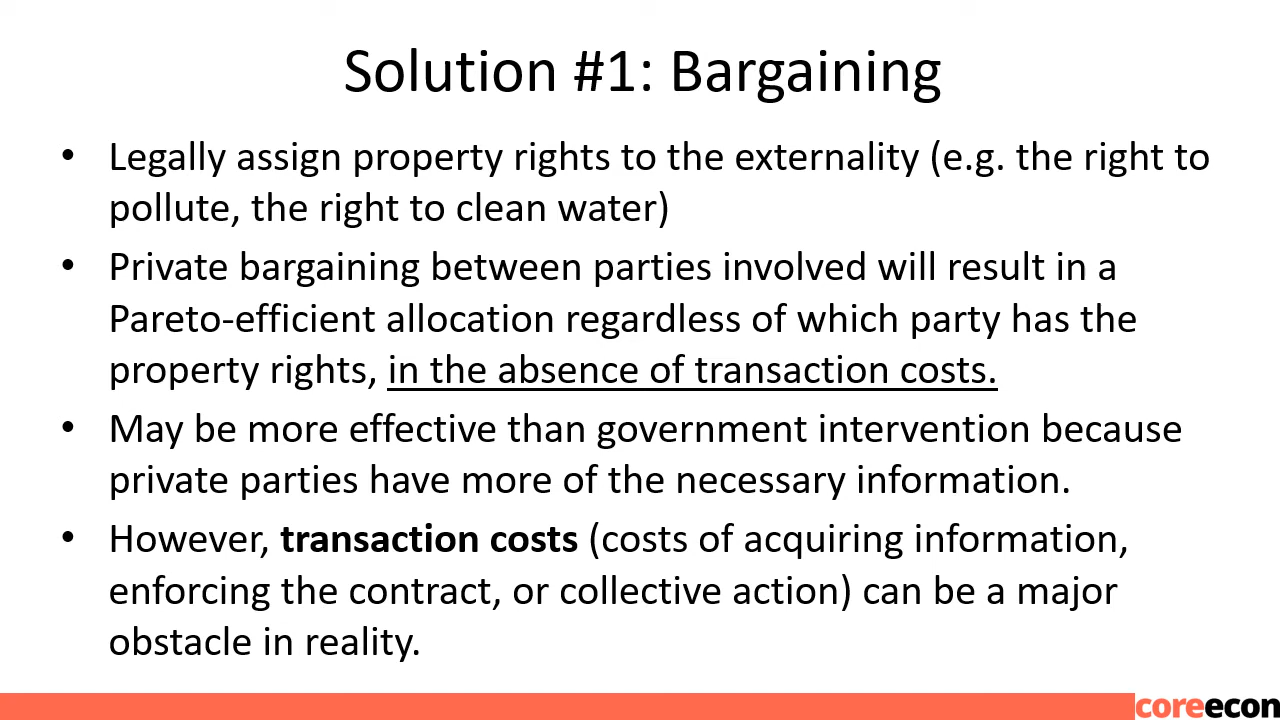 Solution #1: Bargaining
• Legally assign property rights to the externality (e.g. the right to
pollute, the right to clean water)
• Private bargaining between parties involved will result in a
Pareto-efficient allocation regardless of which party has the
property rights, in the absence of transaction costs.
• May be more effective than government intervention because
private parties have more of the necessary information.
• However, transaction costs (costs of acquiring information,
enforcing the contract, or collective action) can be a major
obstacle in reality.
coreecon